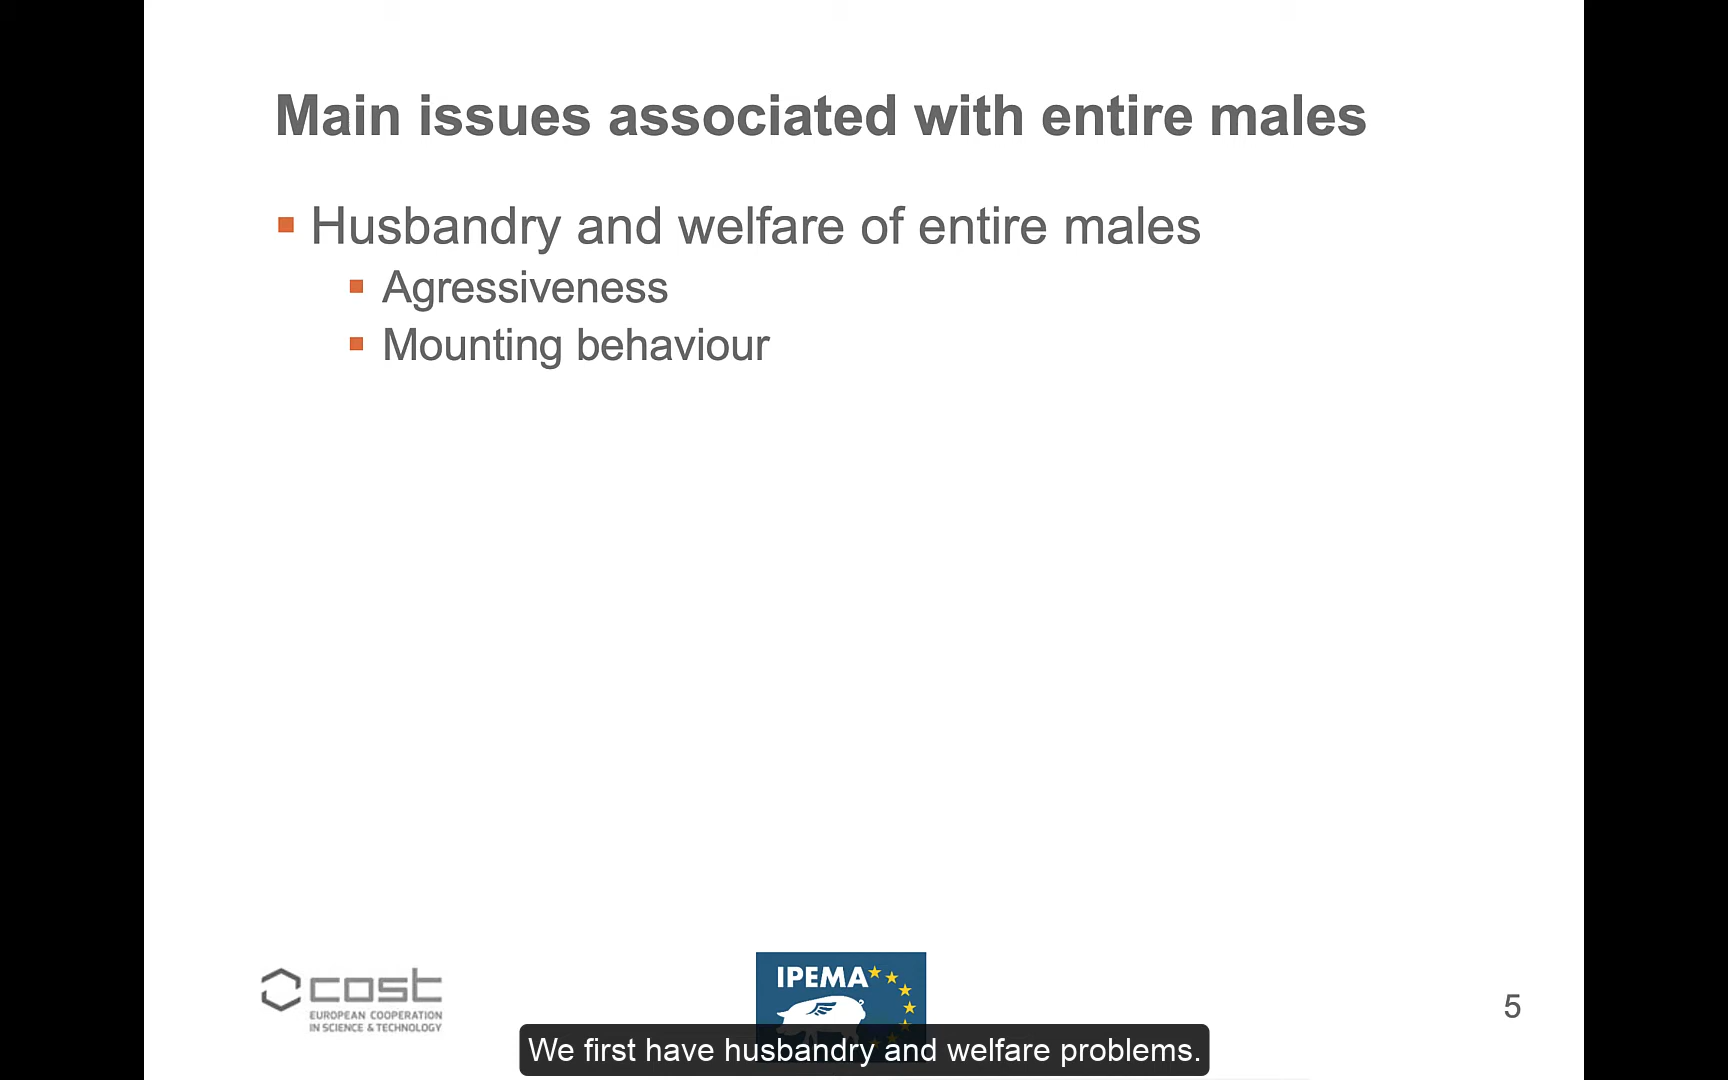 Main issues associated with entire males
Husbandry and welfare of entire males
Agressiveness
Mounting behaviour
cost
EUROPEAN COOPERATION
IN SCIENCE & TECHNOLOGY
IPEMA
5
We first have husbandry and welfare problems.